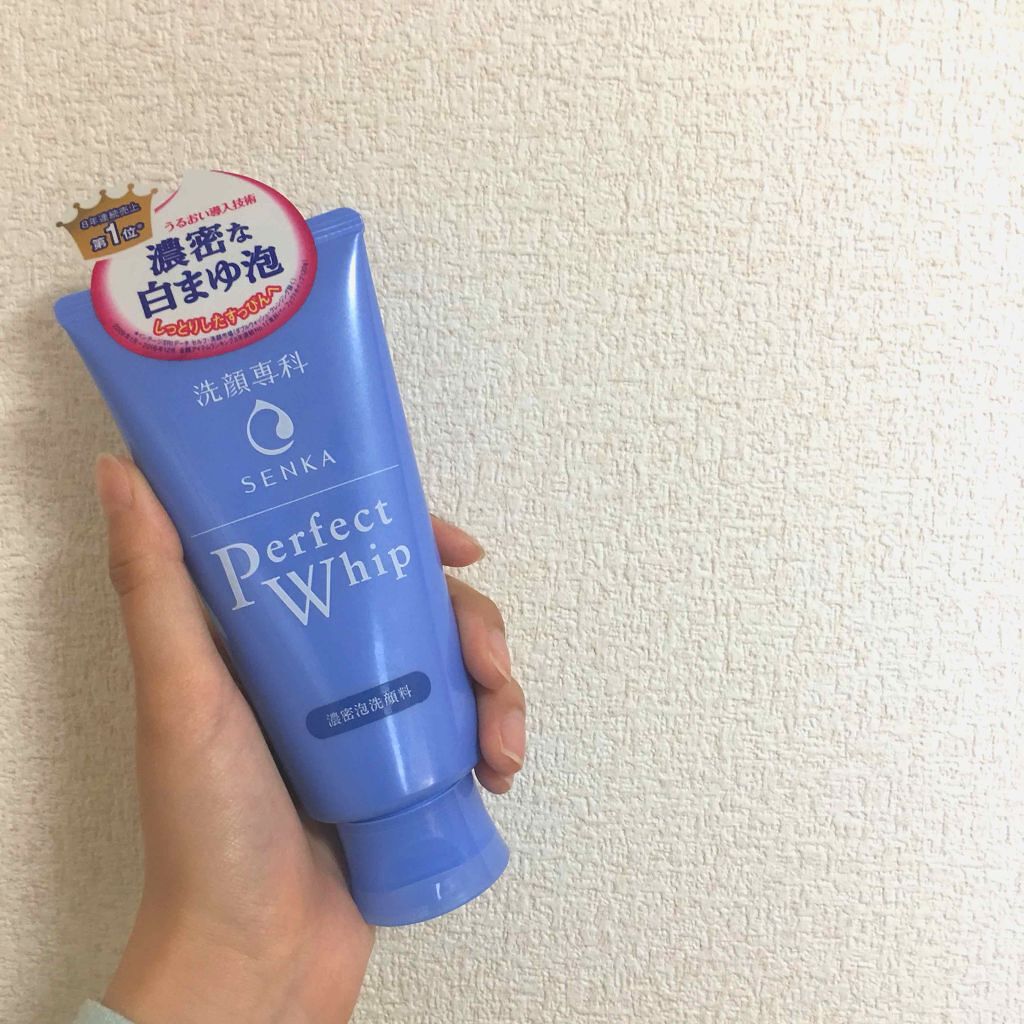 8年連続売上
第1位※
うるおい導入技術
濃密な
白まゆ泡
しっとりしたすっぴんへ
洗顔専科
SENKA
Perfect
Whip
濃密泡洗顔料